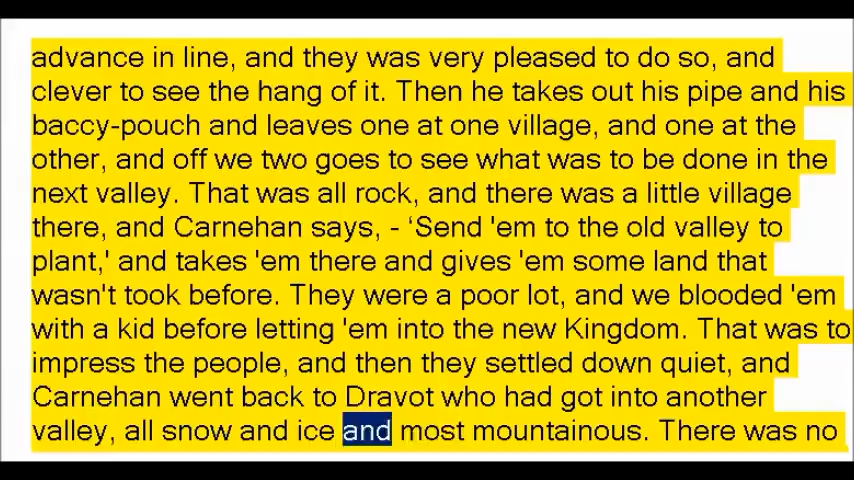 advance in line, and they was very pleased to do so, and
clever to see the hang of it. Then he takes out his pipe and his
baccy-pouch and leaves one at one village, and one at the
other, and off we two goes to see what was to be done in the
next valley. That was all rock, and there was a little village
there, and Carnehan says, - ‘Send 'em to the old valley to
plant,' and takes 'em there and gives 'em some land that
wasn't took before. They were a poor lot, and we blooded 'em
with a kid before letting 'em into the new Kingdom. That was to
impress the people, and then they settled down quiet, and
Carnehan went back to Dravot who had got into another
valley, all snow and ice and most mountainous. There was no